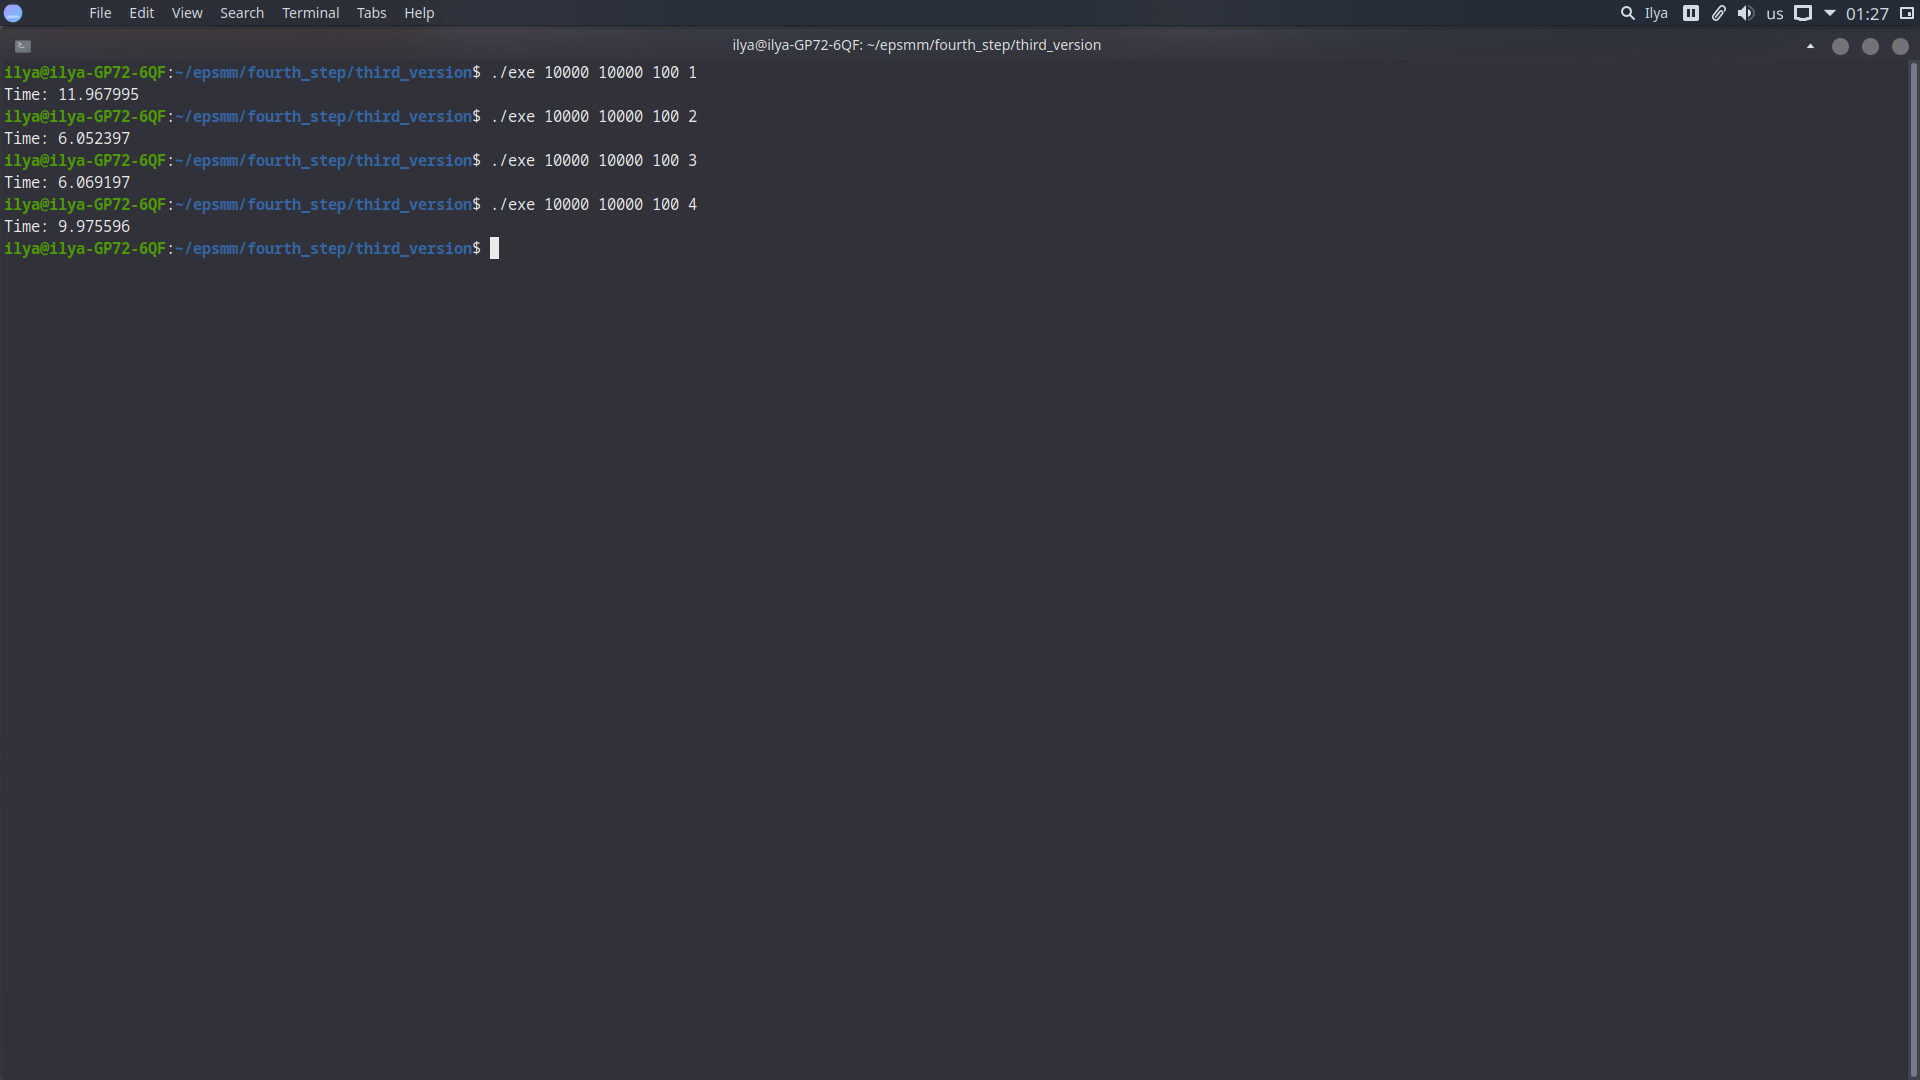 File Edit View Search Terminal Tabs Help Ilya us 01:27
ilya@ilya-GP72-6QF: ~/epsmm/fourth_step/third_version
ilya@ilya-GP72-6QF:~/epsmm/fourth_step/third_version$ ./exe 10000 10000 100 1
Time: 11.967995
ilya@ilya-GP72-6QF:~/epsmm/fourth_step/third_version$ ./exe 10000 10000 100 2
Time: 6.052397
ilya@ilya-GP72-6QF:~/epsmm/fourth_step/third_version$ ./exe 10000 10000 100 3
Time: 6.069197
ilya@ilya-GP72-6QF:~/epsmm/fourth_step/third_version$ ./exe 10000 10000 100 4
Time: 9.975596
ilya@ilya-GP72-6QF:~/epsmm/fourth_step/third_version$